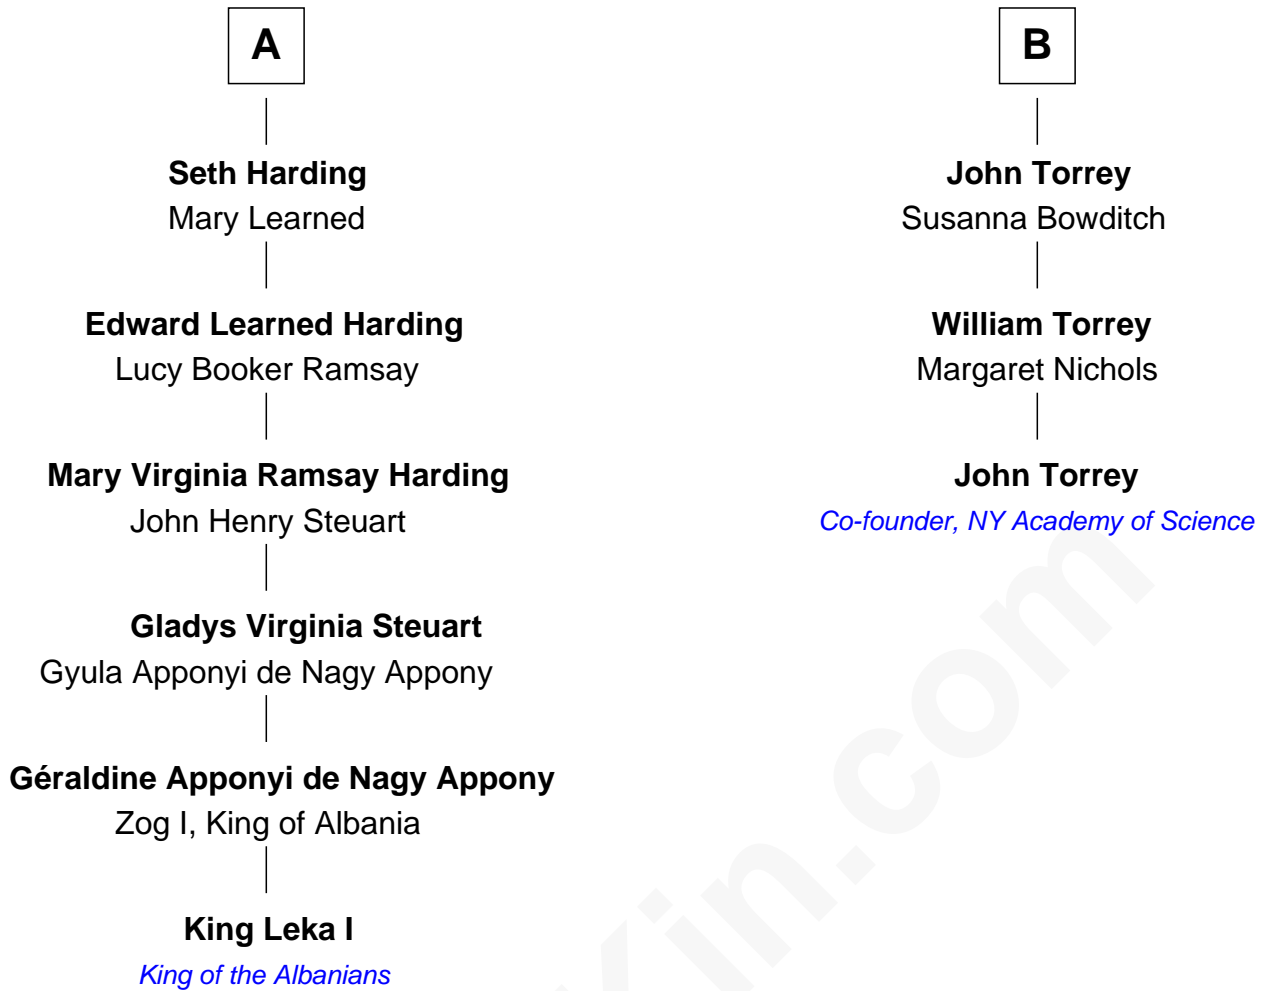 A
Seth Harding
Mary Learned
Edward Learned Harding
Lucy Booker Ramsay
Mary Virginia Ramsay Harding
John Henry Steuart
Gladys Virginia Steuart
Gyula Apponyi de Nagy Appony
Géraldine Apponyi de Nagy Appony
Zog I, King of Albania
King Leka I
King of the Albanians
B
John Torrey
Susanna Bowditch
William Torrey
Margaret Nichols
John Torrey
Co-founder, NY Academy of Science
Kin.com